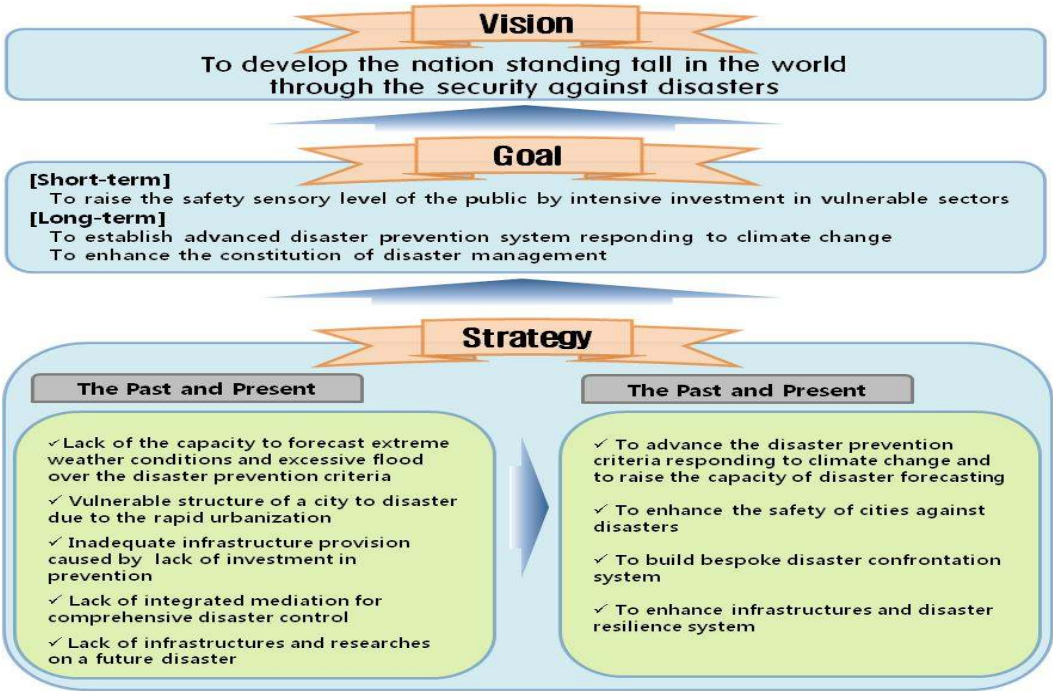 Vision
To develop the nation standing tall in the world
through the security against disasters
Goal
[Short-term]
To raise the safety sensory level of the public by intensive investment in vulnerable sectors
[Long-term]
To establish advanced disaster prevention system responding to climate change
To enhance the constitution of disaster management
Strategy
The Past and Present
✓Lack of the capacity to forecast extreme
weather conditions and excessive flood
over the disaster prevention criteria
✓ Vulnerable structure of a city to disaster
due to the rapid urbanization
✓ Inadequate infrastructure provision
caused by lack of investment in
prevention
✓ Lack of integrated mediation for
comprehensive disaster control
✓ Lack of infrastructures and researches
on a future disaster
The Past and Present
✓ To advance the disaster prevention
criteria responding to climate change and
to raise the capacity of disaster forecasting
✓ To enhance the safety of cities against
disasters
✓ To build bespoke disaster confrontation
system
✓ To enhance infrastructures and disaster
resilience system